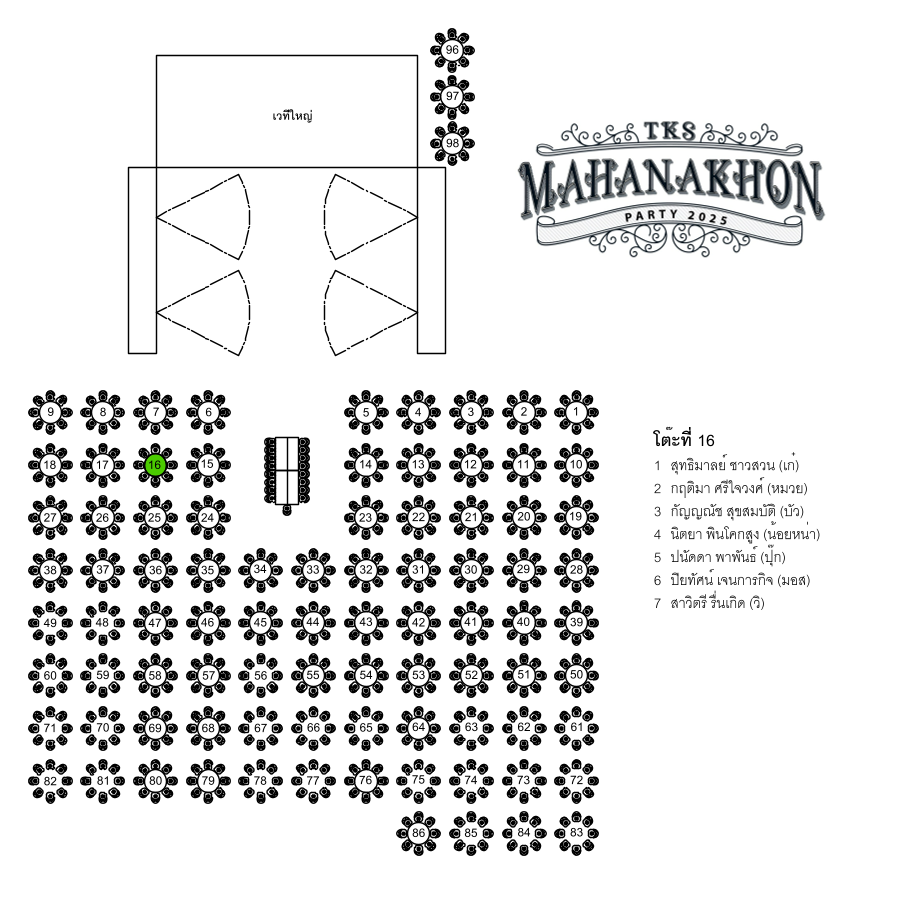 96
97
98
เวทีใหญ่
TKS
MAHANAKHON
PARTY 2025
9 8 7 6 5 4 3 2 1
18 17 16 15 14 13 12 11 10
27 26 25 24 23 22 21 20 19
38 37 36 35 34 33 32 31 30 29 28
49 48 47 46 45 44 43 42 41 40 39
60 59 58 57 56 55 54 53 52 51 50
71 70 69 68 67 66 65 64 63 62 61
82 81 80 79 78 77 76 75 74 73 72
86 85 84 83
โต๊ะที่ 16
1 สุทธิมาลย์ ชาวสวน (เก๋)
2 กฤติมา ศรีใจวงศ์ (หมวย)
3 กัญญณัช สุขสมบัติ (บัว)
4 นิตยา พินโคกสูง (น้อยหน่า)
5 ปนัดดา พาพันธ์ (ปุ๊ก)
6 ปิยทัศน์ เจนการกิจ (มอส)
7 สาวิตรี รื่นเกิด (วิ)